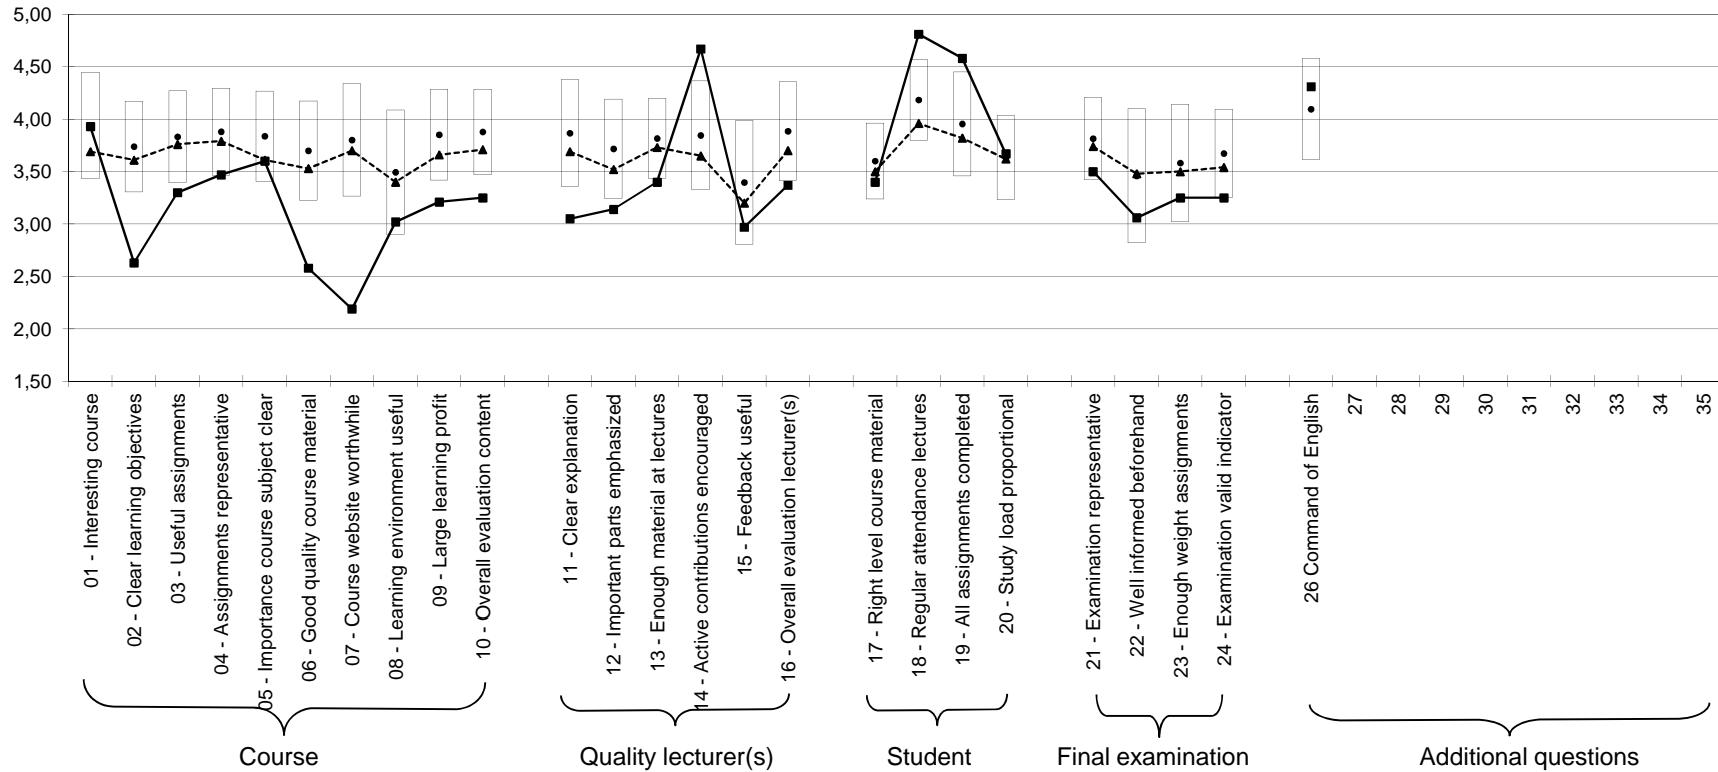 5,00
4,50
4,00
3,50
3,00
2,50
2,00
1,50
01 - Interesting course
02 - Clear learning objectives
03 - Useful assignments
04 - Assignments representative
05 - Importance course subject clear
06 - Good quality course material
07 - Course website worthwhile
08 - Learning environment useful
09 - Large learning profit
10 - Overall evaluation content
11 - Clear explanation
12 - Important parts emphasized
13 - Enough material at lectures
14 - Active contributions encouraged
15 - Feedback useful
16 - Overall evaluation lecturer(s)
17 - Right level course material
18 - Regular attendance lectures
19 - All assignments completed
20 - Study load proportional
21 - Examination representative
22 - Well informed beforehand
23 - Enough weight assignments
24 - Examination valid indicator
26 Command of English
27
28
29
30
31
32
33
34
35
Course
Quality lecturer(s)
Student
Final examination
Additional questions